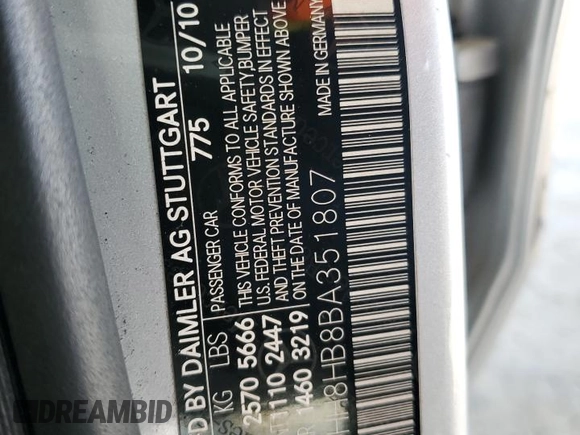 D BY DAIMLER AG STUTTGART
775 10/10
KG LBS PASSENGER CAR
2570 5666 THIS VEHICLE CONFORMS TO ALL APPLICABLE
U.S. FEDERAL MOTOR VEHICLE SAFETY, BUMPER
1110 2447 AND THEFT PREVENTION STANDARDS IN EFFECT
1460 3219 ON THE DATE OF MANUFACTURE SHOWN ABOVE
8HB8BA351807 MADE IN GERMANY
DREAMBID